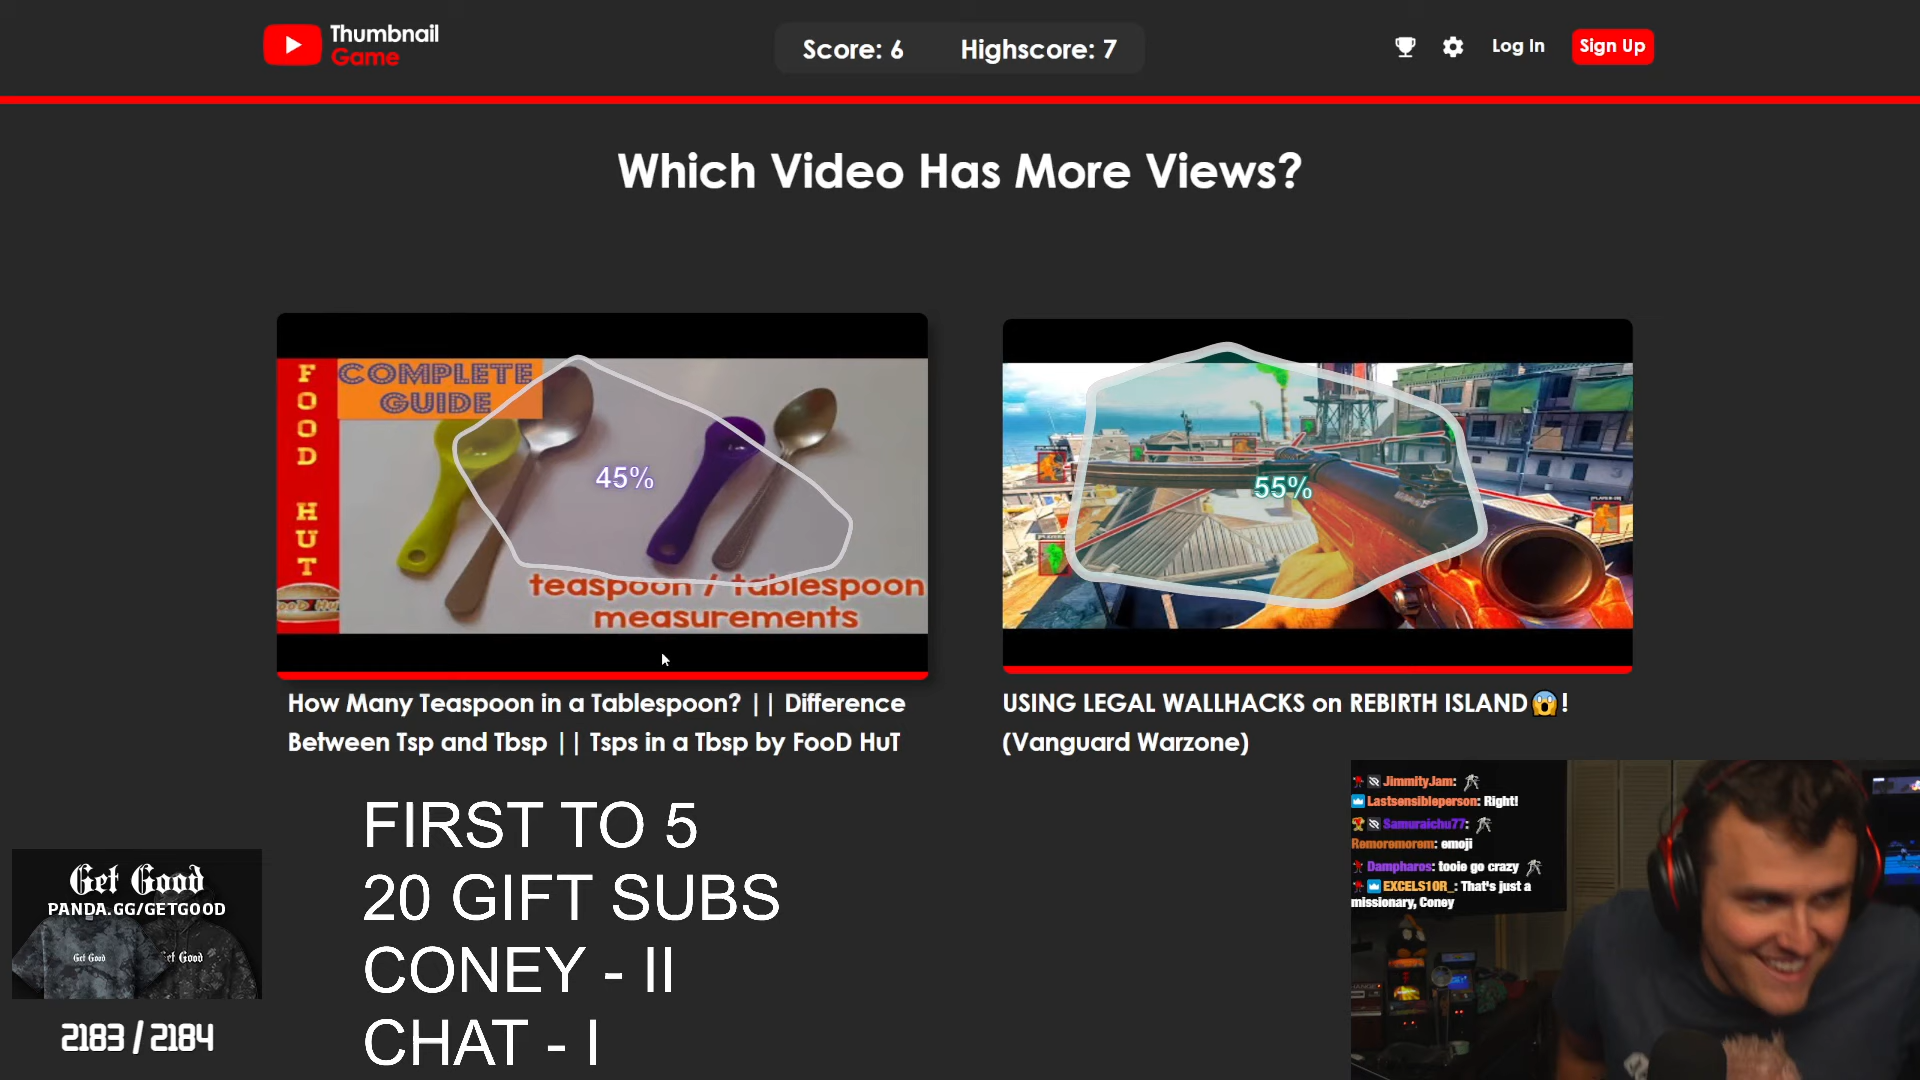 Thumbnail
Game
Score: 6
Highscore: 7
Log In
Sign Up
Which Video Has More Views?
FOOD HUT
COMPLETE
GUIDE
45%
teaspoon / tablespoon
measurements
55%
How Many Teaspoon in a Tablespoon? || Difference
Between Tsp and Tbsp || Tsps in a Tbsp by FooD HuT
USING LEGAL WALLHACKS on REBIRTH ISLAND😱!
(Vanguard Warzone)
FIRST TO 5
20 GIFT SUBS
CONEY - II
CHAT - I
Get Good
PANDA.GG/GETGOOD
Get Good
2183 / 2184
JimmityJam:
Lastsensibleperson: Right!
Samuraichu77:
Remoremorem: emoji
Dampharos: tooie go crazy
EXCELS10R_: That's just a
missionary, Coney